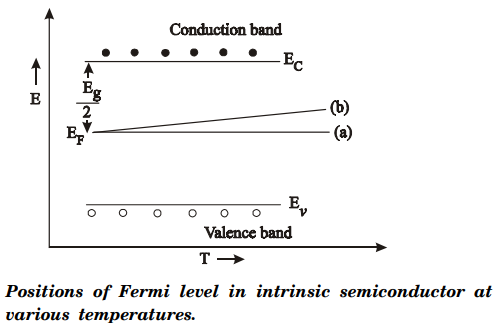 Conduction band
E_C
E_g
2
E
(b)
E_F
(a)
E_v
Valence band
T
Positions of Fermi level in intrinsic semiconductor at
various temperatures.